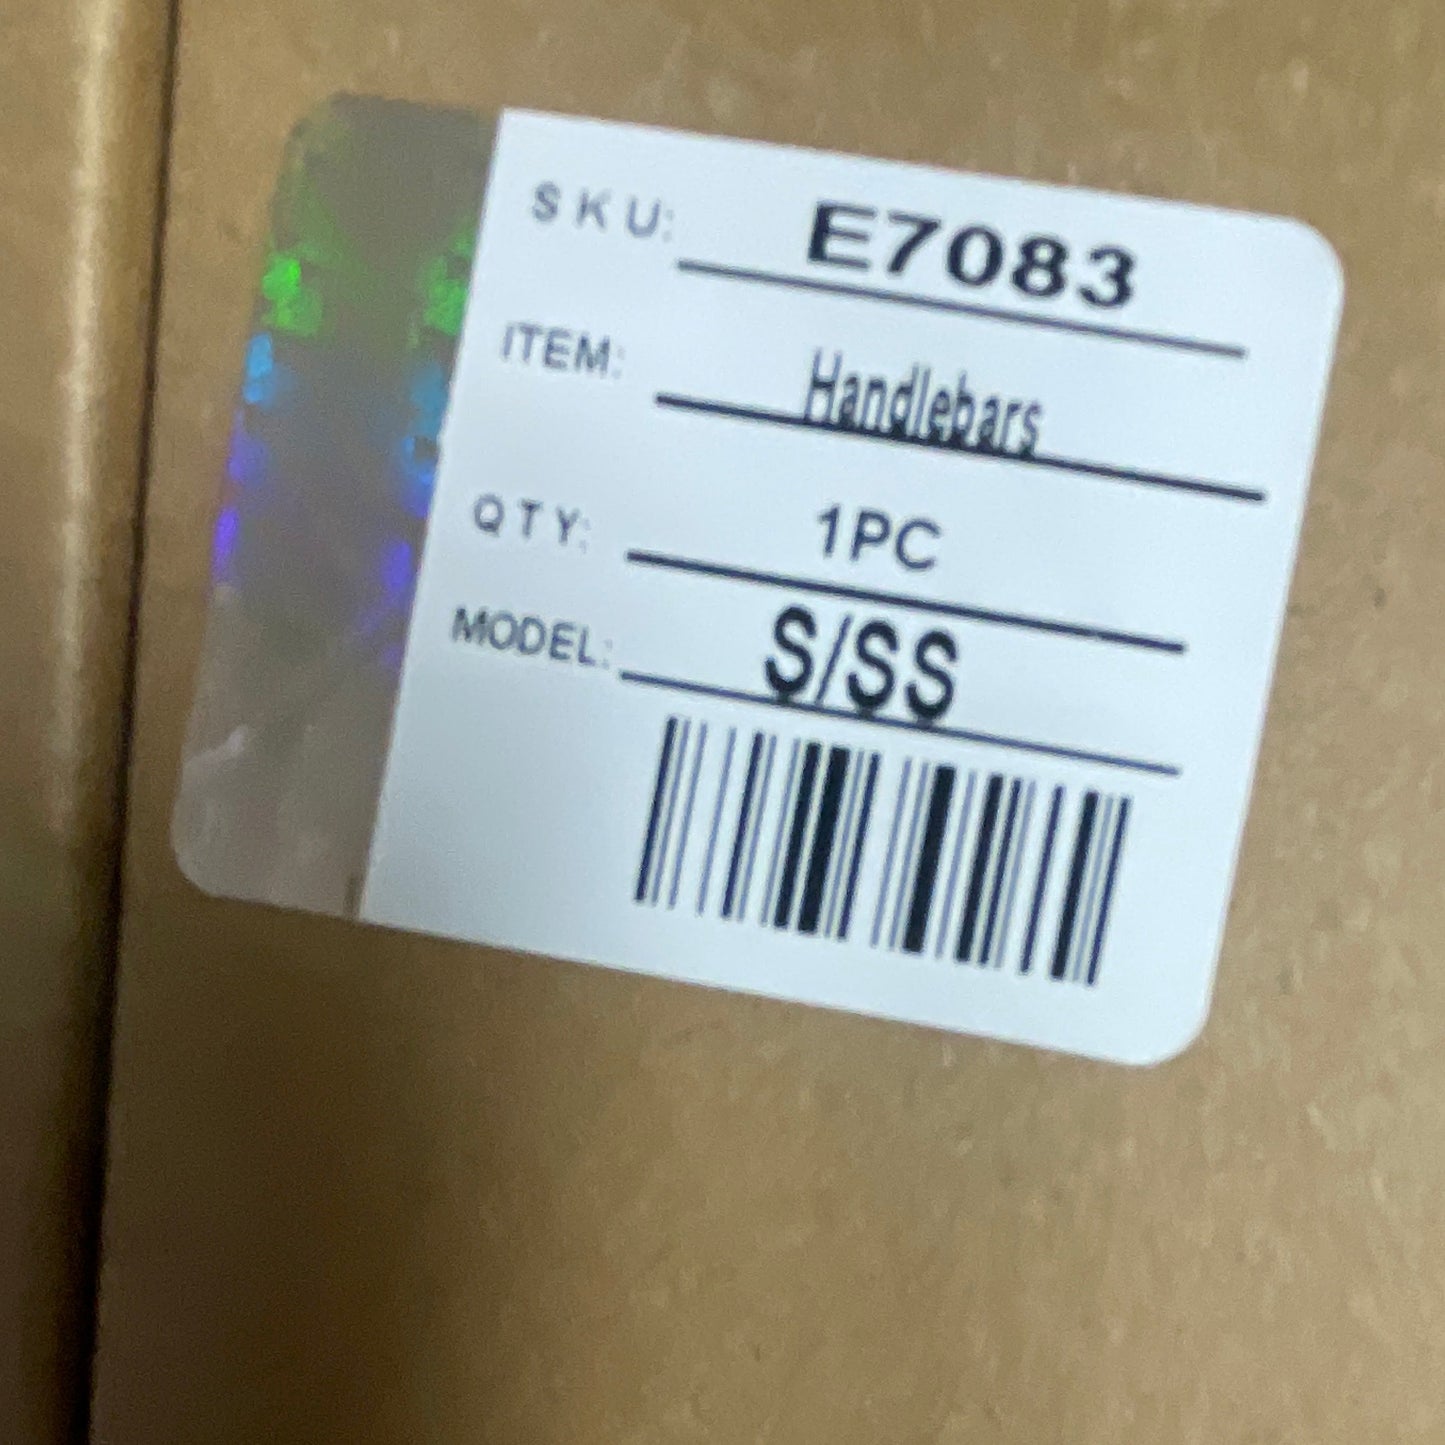 SKU: E7083
ITEM: Handlebars
QTY: 1PC
MODEL: S/SS